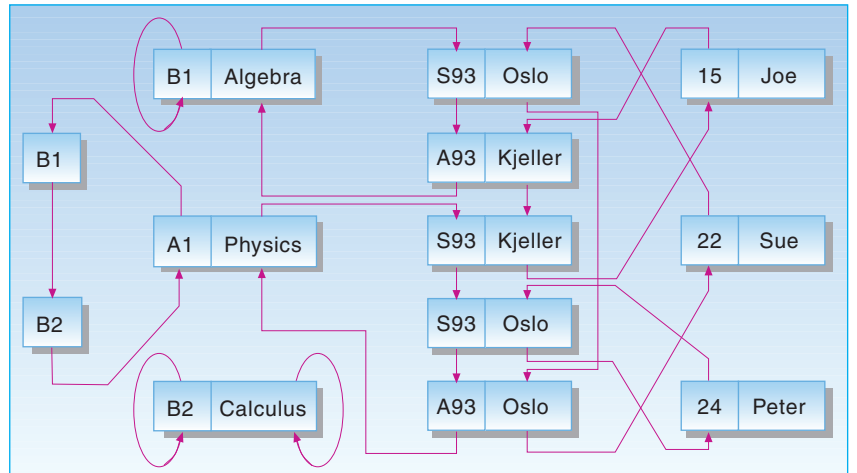 B1 Algebra
S93 Oslo
15 Joe
B1
A93 Kjeller
A1 Physics
S93 Kjeller
22 Sue
B2
S93 Oslo
B2 Calculus
A93 Oslo
24 Peter